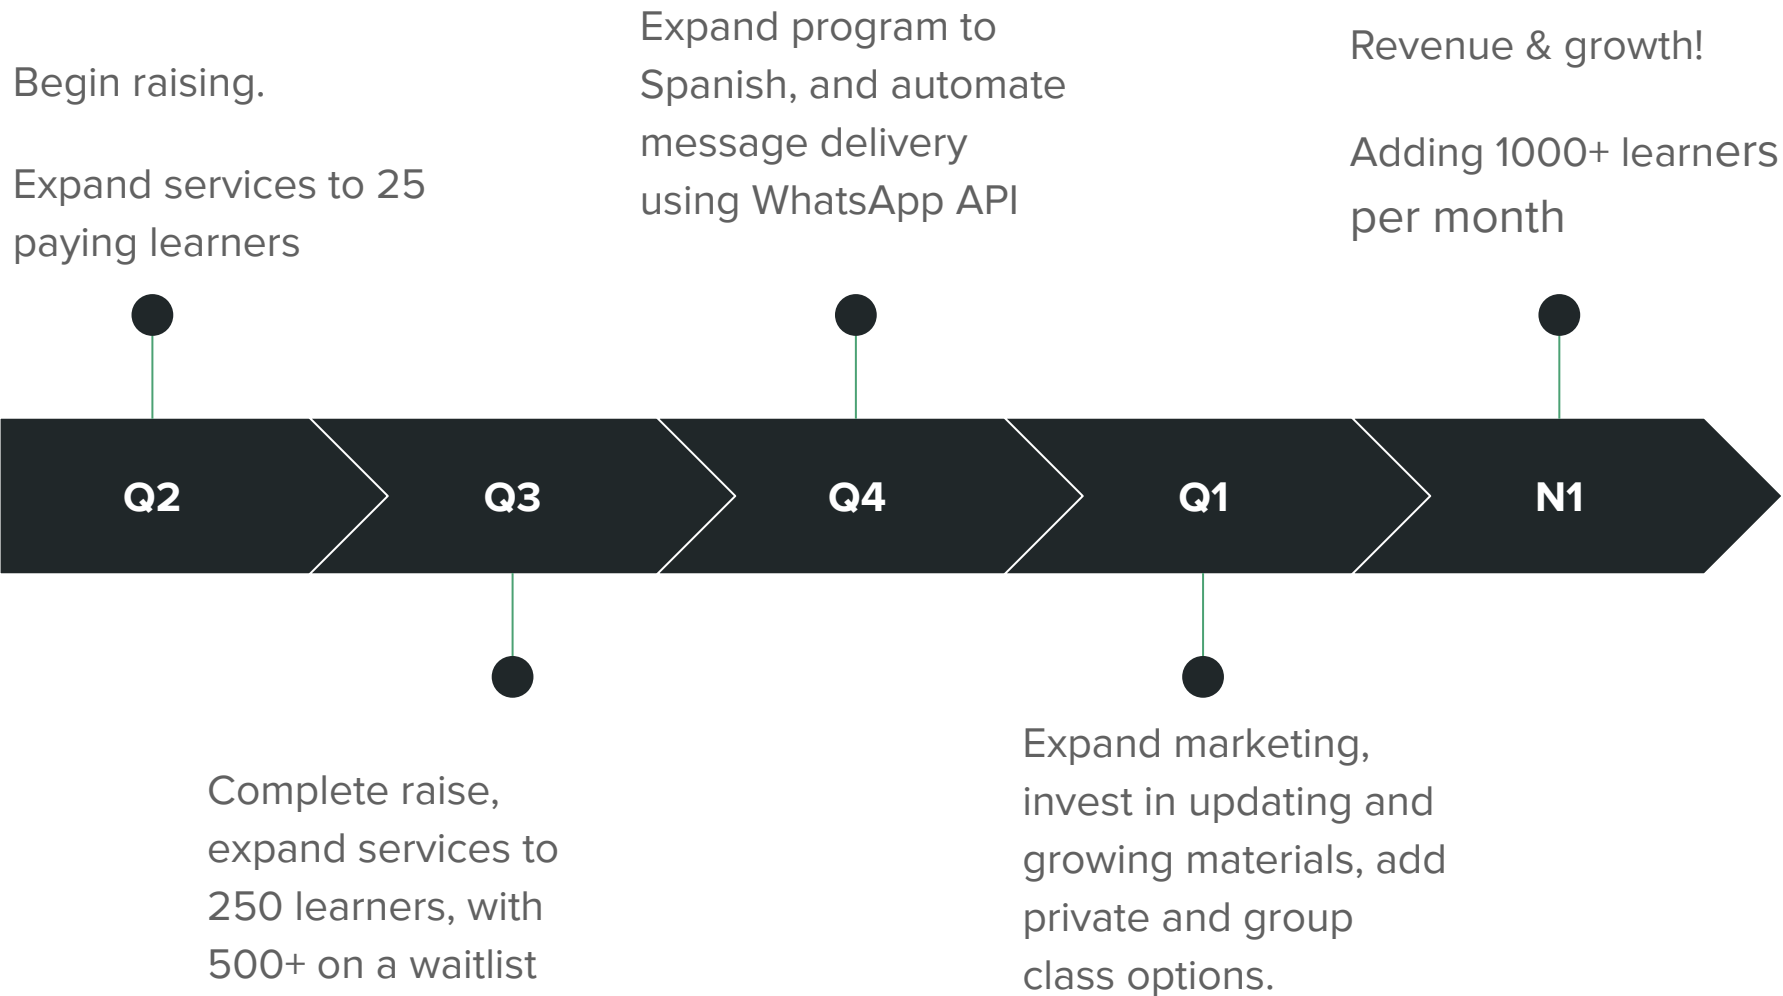 Begin raising.
Expand services to 25
paying learners
Expand program to
Spanish, and automate
message delivery
using WhatsApp API
Revenue & growth!
Adding 1000+ learners
per month
Q2
Q3
Q4
Q1
N1
Complete raise,
expand services to
250 learners, with
500+ on a waitlist
Expand marketing,
invest in updating and
growing materials, add
private and group
class options.